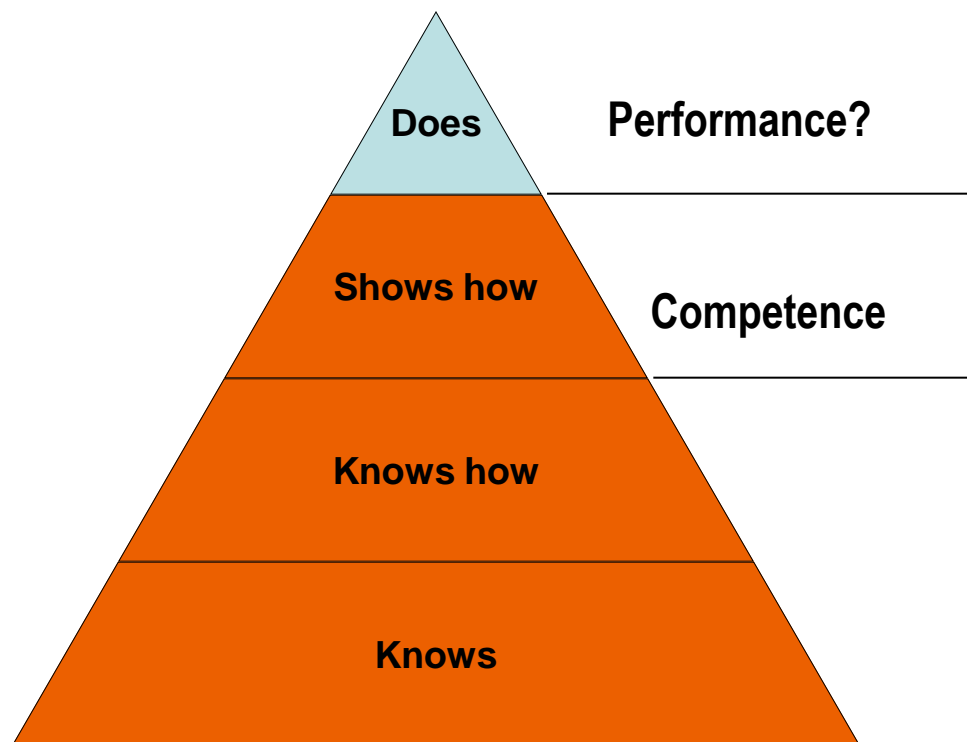 Does
Performance?
Shows how
Competence
Knows how
Knows